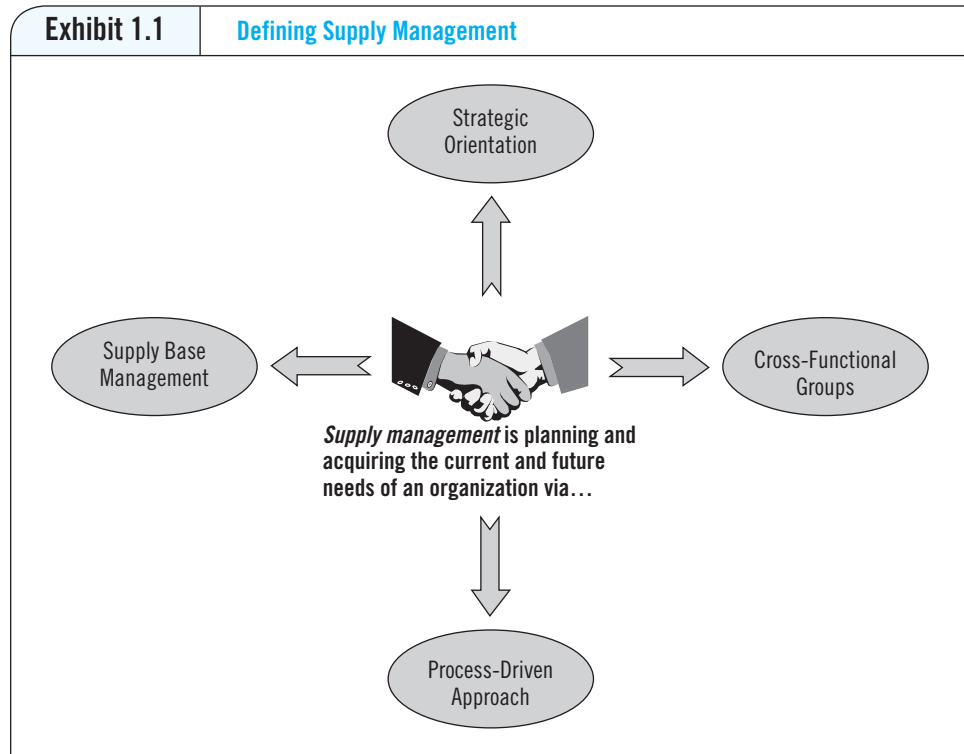 Exhibit 1.1
Defining Supply Management
Strategic
Orientation
Supply Base
Management
Cross-Functional
Groups
Supply management is planning and
acquiring the current and future
needs of an organization via...
Process-Driven
Approach